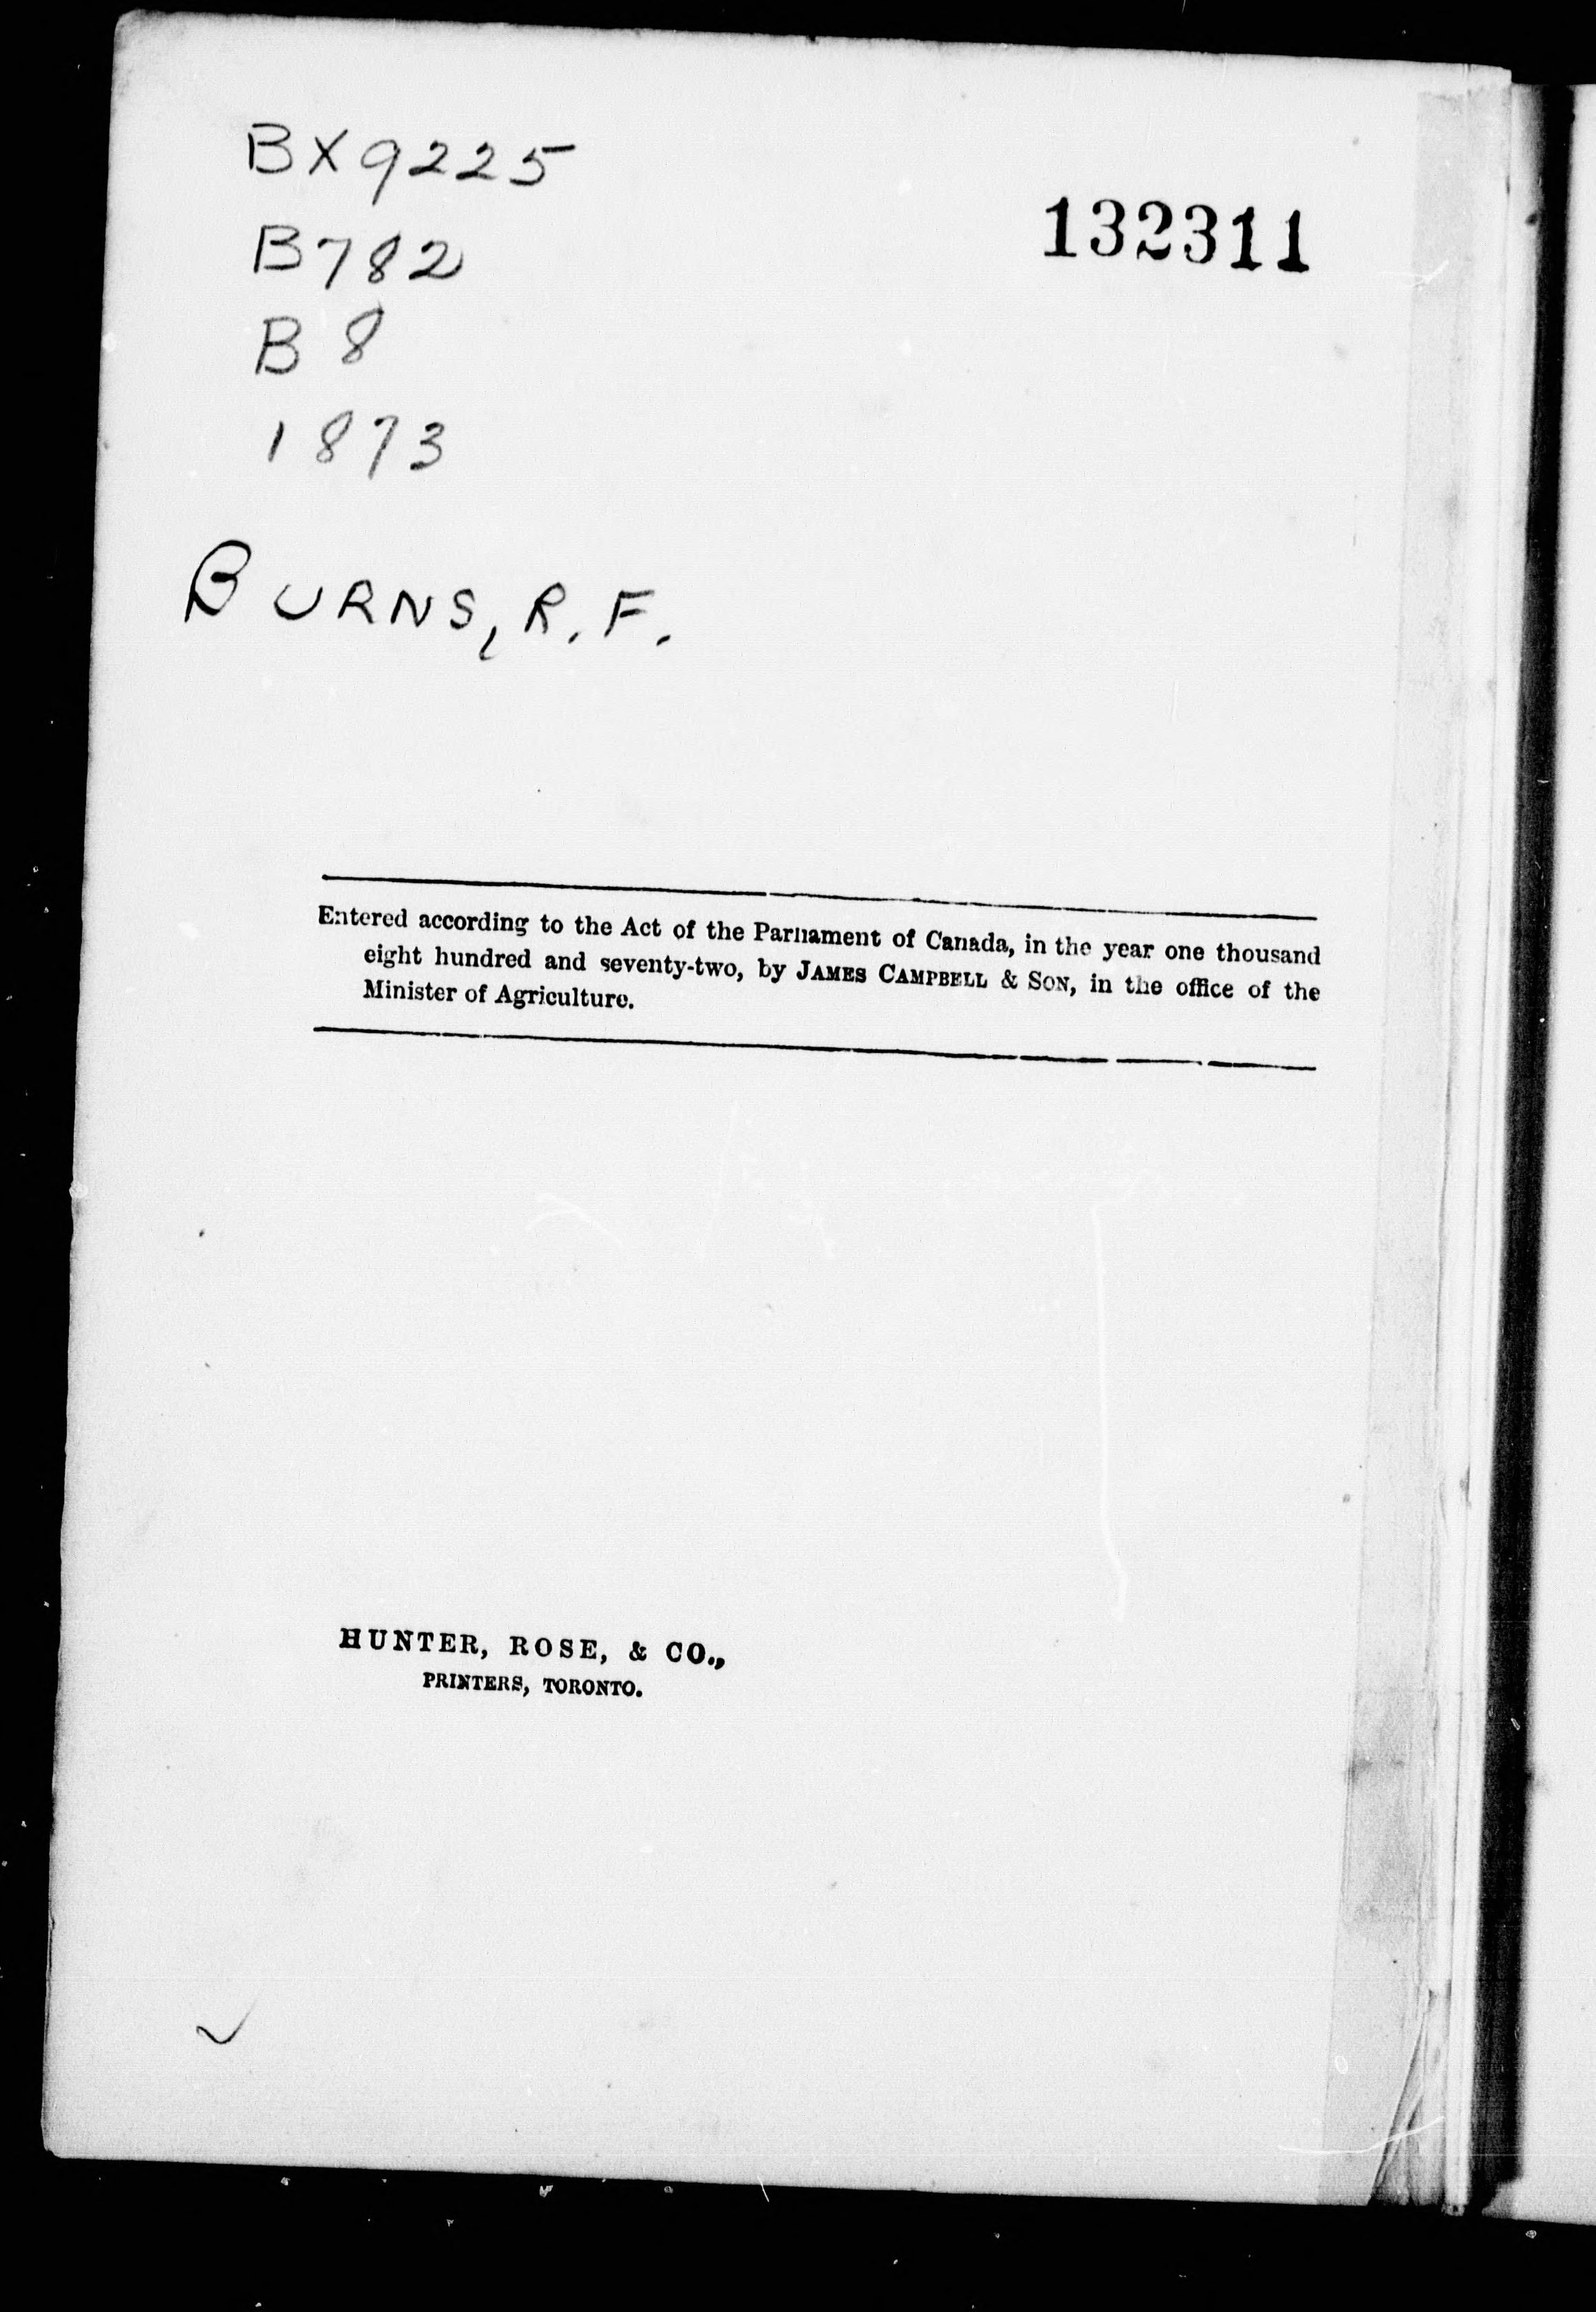 BX9225
B782
B8
1873
132311
BURNS, R. F.
Entered according to the Act of the Parliament of Canada, in the year one thousand
eight hundred and seventy-two, by JAMES CAMPBELL & SON, in the office of the
Minister of Agriculture.
HUNTER, ROSE, & CO.,
PRINTERS, TORONTO.